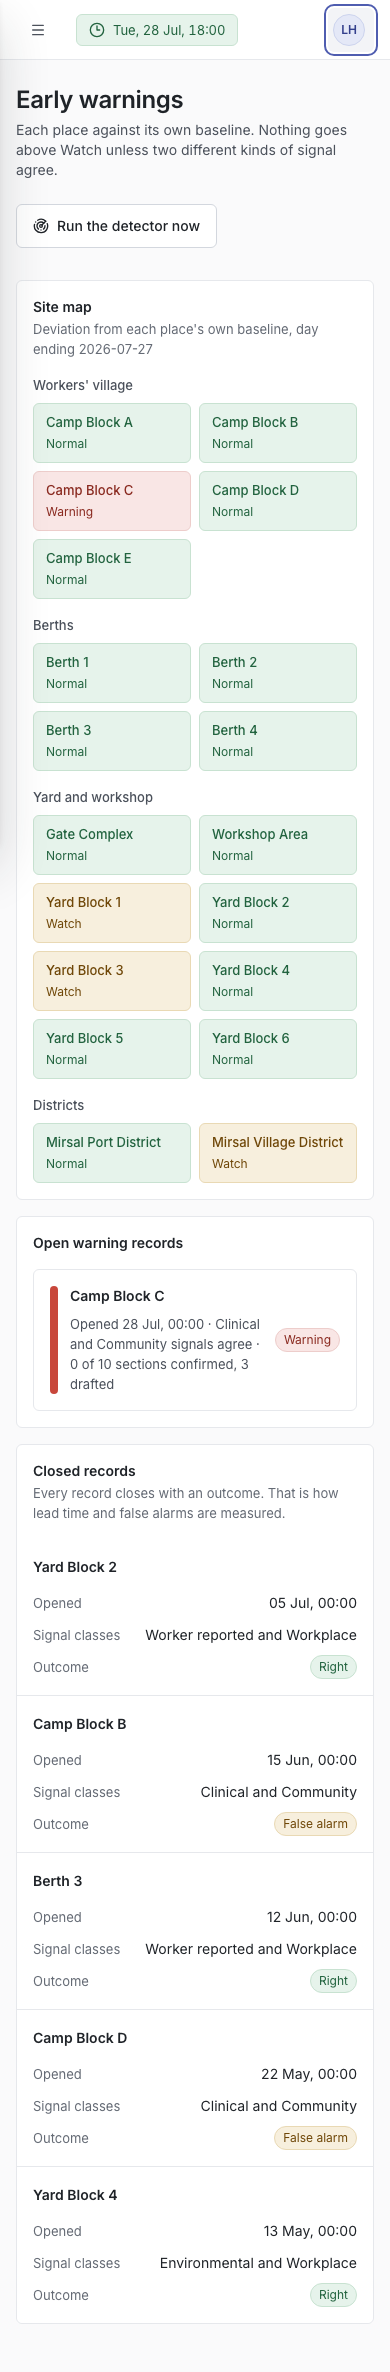 Tue, 28 Jul, 18:00
LH
Early warnings
Each place against its own baseline. Nothing goes
above Watch unless two different kinds of signal
agree.
Run the detector now
Site map
Deviation from each place's own baseline, day
ending 2026-07-27
Workers' village
Camp Block A
Normal
Camp Block B
Normal
Camp Block C
Warning
Camp Block D
Normal
Camp Block E
Normal
Berths
Berth 1
Normal
Berth 2
Normal
Berth 3
Normal
Berth 4
Normal
Yard and workshop
Gate Complex
Normal
Workshop Area
Normal
Yard Block 1
Watch
Yard Block 2
Normal
Yard Block 3
Watch
Yard Block 4
Normal
Yard Block 5
Normal
Yard Block 6
Normal
Districts
Mirsal Port District
Normal
Mirsal Village District
Watch
Open warning records
Camp Block C
Opened 28 Jul, 00:00 · Clinical
and Community signals agree ·
0 of 10 sections confirmed, 3
drafted
Warning
Closed records
Every record closes with an outcome. That is how
lead time and false alarms are measured.
Yard Block 2
Opened 05 Jul, 00:00
Signal classes Worker reported and Workplace
Outcome Right
Camp Block B
Opened 15 Jun, 00:00
Signal classes Clinical and Community
Outcome False alarm
Berth 3
Opened 12 Jun, 00:00
Signal classes Worker reported and Workplace
Outcome Right
Camp Block D
Opened 22 May, 00:00
Signal classes Clinical and Community
Outcome False alarm
Yard Block 4
Opened 13 May, 00:00
Signal classes Environmental and Workplace
Outcome Right